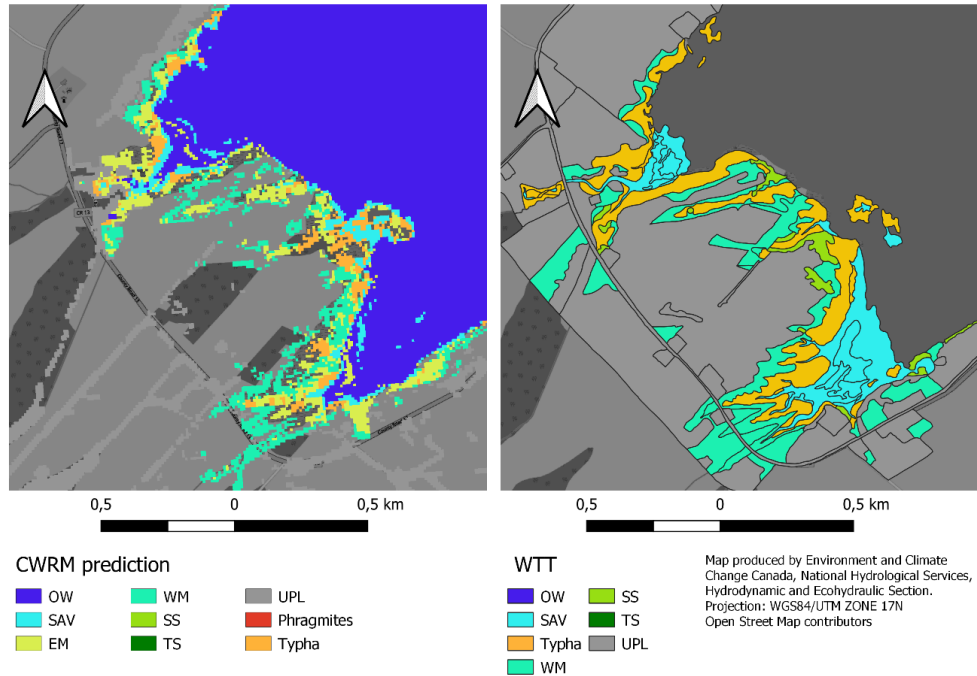 0,5
0
0,5 km
0,5
0
0,5 km
CWRM prediction
OW
WM
UPL
SAV
SS
Phragmites
EM
TS
Typha
WTT
OW
SS
SAV
TS
Typha
UPL
WM
Map produced by Environment and Climate
Change Canada, National Hydrological Services,
Hydrodynamic and Ecohydraulic Section.
Projection: WGS84/UTM ZONE 17N
Open Street Map contributors